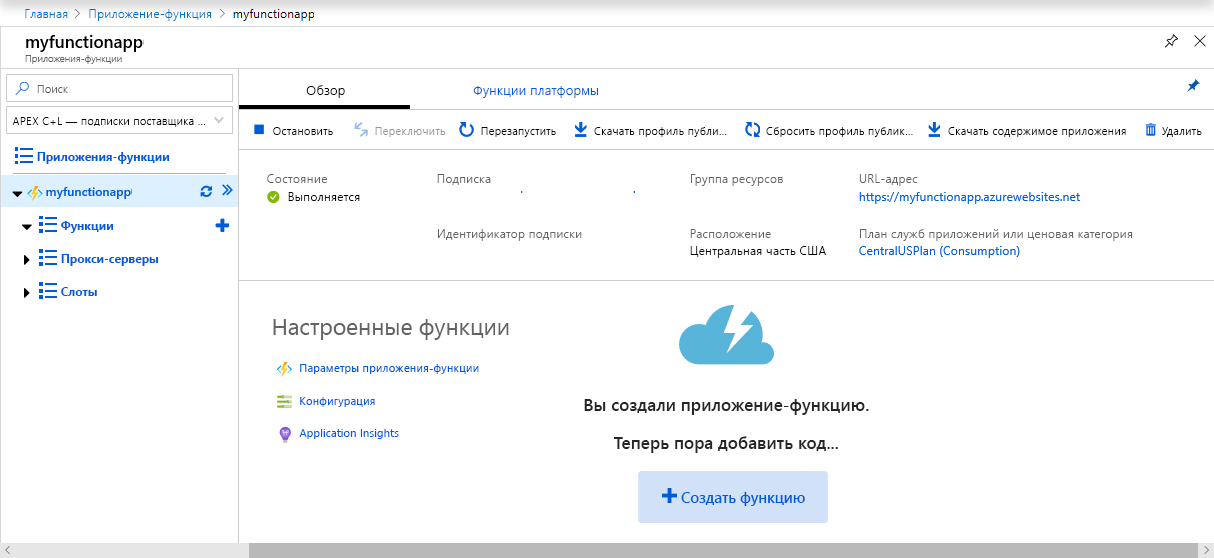 Главная > Приложение-функция > myfunctionapp
myfunctionapp
Приложения-функции
Поиск
APEX C+L — подписки поставщика ...
Приложения-функции
myfunctionapp
Функции
Прокси-серверы
Слоты
Обзор
Функции платформы
Остановить
Переключить
Перезапустить
Скачать профиль публи...
Сбросить профиль публик...
Скачать содержимое приложения
Удалить
Состояние
Выполняется
Подписка
Идентификатор подписки
Группа ресурсов
Расположение
Центральная часть США
URL-адрес
https://myfunctionapp.azurewebsites.net
План служб приложений или ценовая категория
CentralUSPlan (Consumption)
Настроенные функции
Параметры приложения-функции
Конфигурация
Application Insights
Вы создали приложение-функцию.
Теперь пора добавить код...
Создать функцию